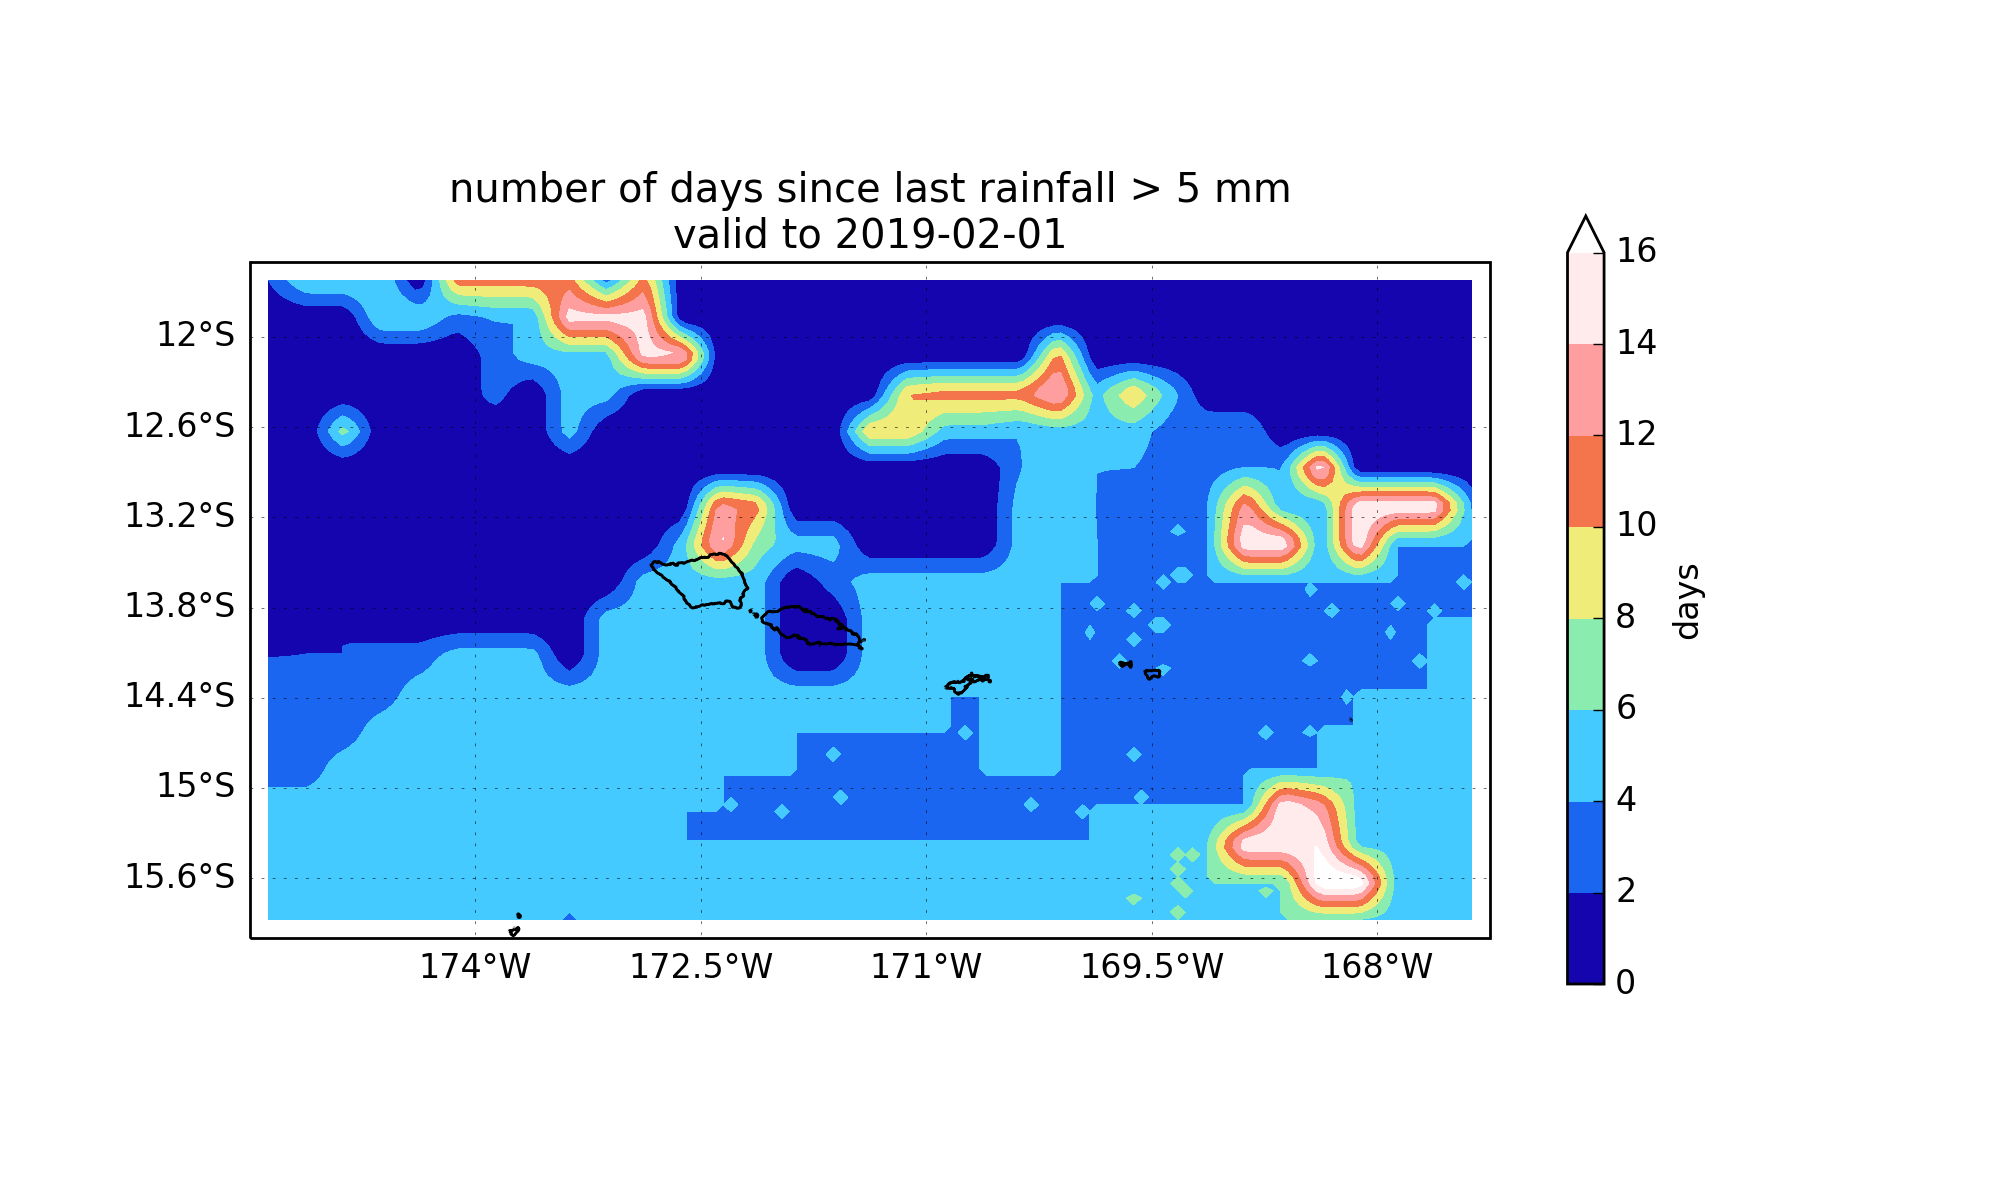 number of days since last rainfall > 5 mm
valid to 2019-02-01
12°S
12.6°S
13.2°S
13.8°S
14.4°S
15°S
15.6°S
174°W 172.5°W 171°W 169.5°W 168°W
16
14
12
10
8
6
4
2
0
days